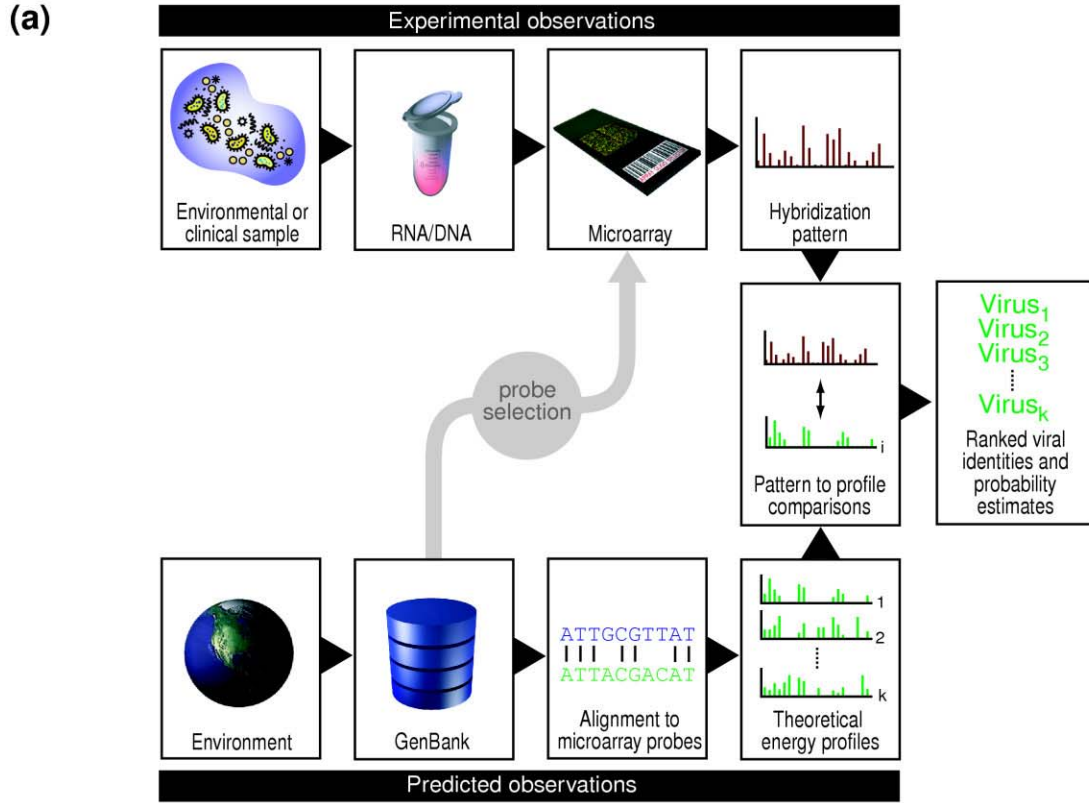 (a)
Experimental observations
Environmental or
clinical sample
RNA/DNA
Microarray
Hybridization
pattern
probe
selection
i
Pattern to profile
comparisons
Virus1
Virus2
Virus3
Virusk
Ranked viral
identities and
probability
estimates
Environment
GenBank
ATTGCGTTAT
ATTACGACAT
Alignment to
microarray probes
1
2
k
Theoretical
energy profiles
Predicted observations